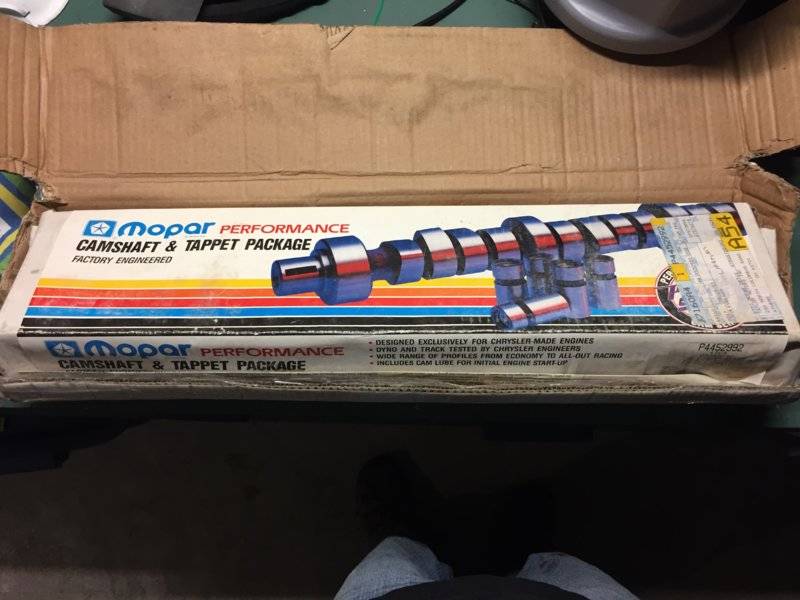 Mopar PERFORMANCE
CAMSHAFT & TAPPET PACKAGE
FACTORY ENGINEERED
A54
Mopar PERFORMANCE
CAMSHAFT & TAPPET PACKAGE
• DESIGNED EXCLUSIVELY FOR CHRYSLER-MADE ENGINES
• DYNO AND TRACK TESTED BY CHRYSLER ENGINEERS
• WIDE RANGE OF PROFILES FROM ECONOMY TO ALL-OUT RACING
• INCLUDES CAM LUBE FOR INITIAL ENGINE START-UP
P4452992